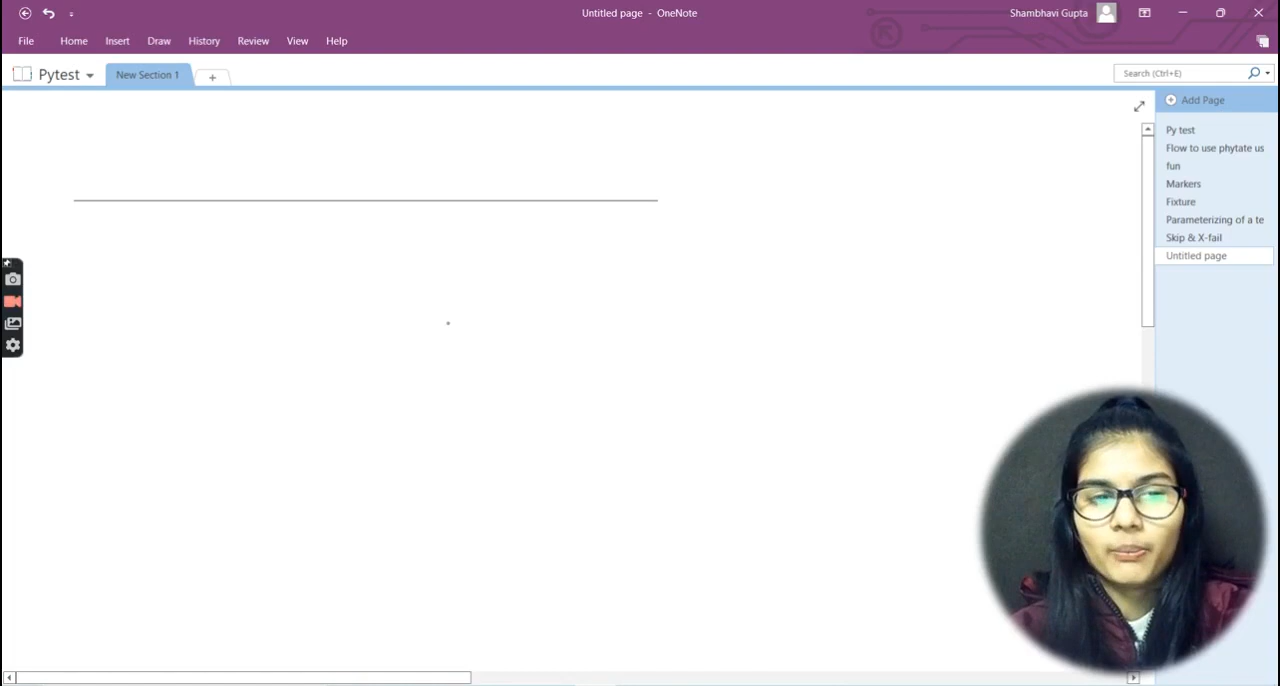 Untitled page - OneNote
Shambhavi Gupta
File Home Insert Draw History Review View Help
Pytest
New Section 1
Search (Ctrl+E)
Add Page
Py test
Flow to use phytate us
fun
Markers
Fixture
Parameterizing of a te
Skip & X-fail
Untitled page